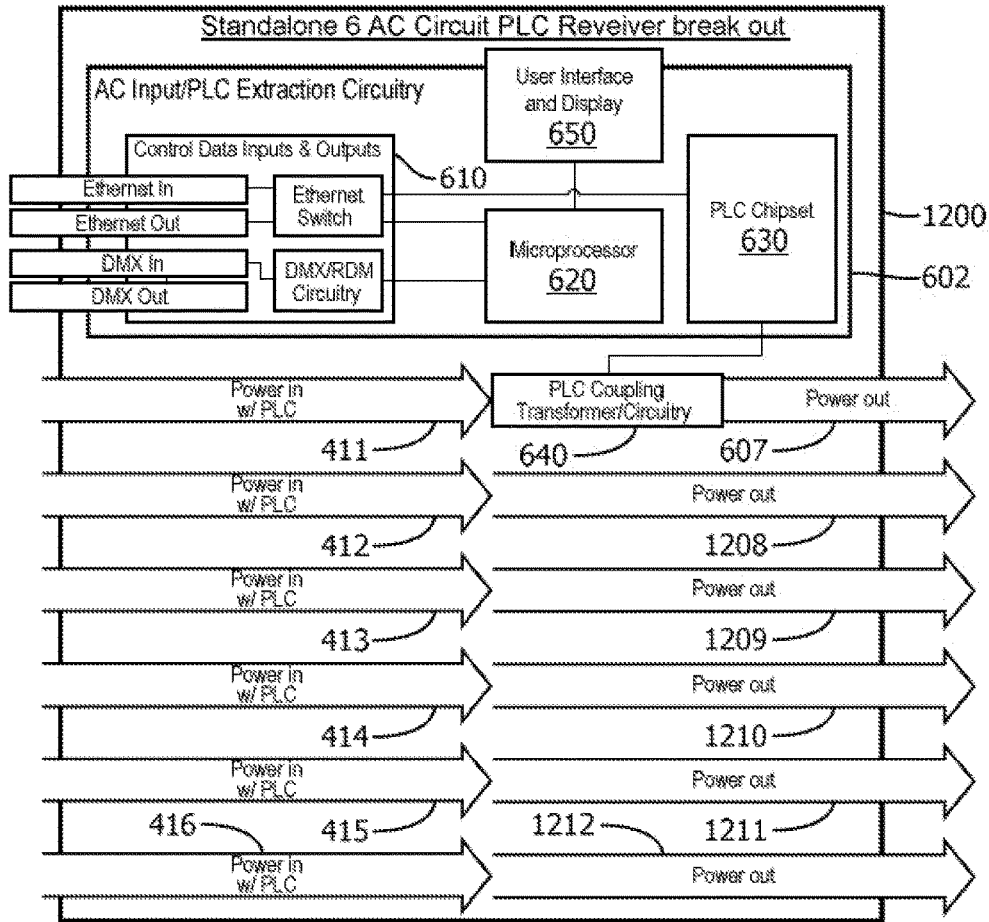 Standalone 6 AC Circuit PLC Reveiver break out
AC Input/PLC Extraction Circuitry
User Interface
and Display
650
Control Data Inputs & Outputs
610
Ethernet In
Ethernet Out
Ethernet
Switch
DMX In
DMX Out
DMX/RDM
Circuitry
Microprocessor
620
PLC Chipset
630
1200
602
Power in
w/ PLC
411
PLC Coupling
Transformer/Circuitry
640
Power out
607
Power in
w/ PLC
412
Power out
1208
Power in
w/ PLC
413
Power out
1209
Power in
w/ PLC
414
Power out
1210
Power in
w/ PLC
415
Power out
1211
416
Power in
w/ PLC
1212
Power out